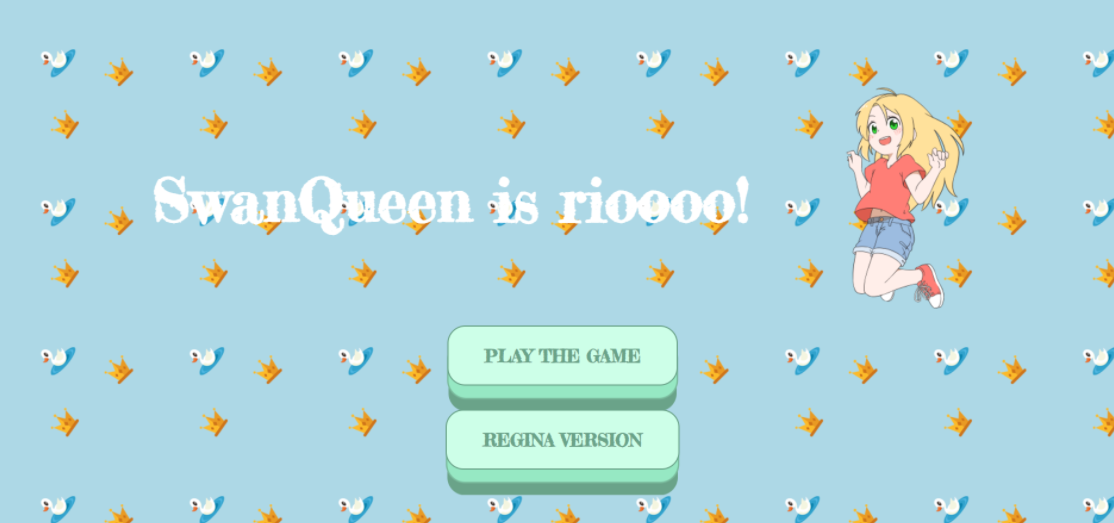 SwanQueen is rioooo!
PLAY THE GAME
REGINA VERSION